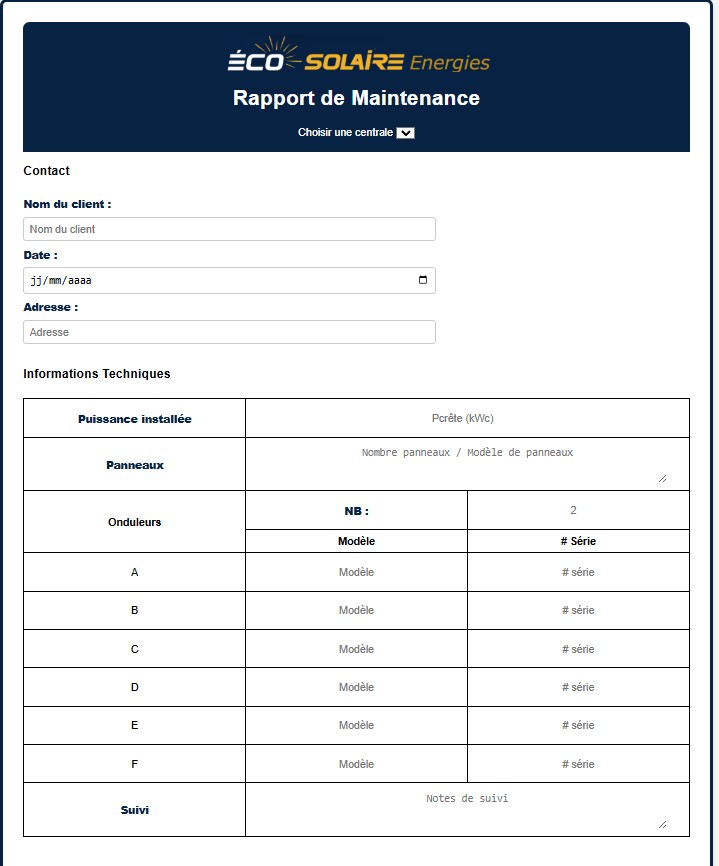 ÉCO SOLAIRE Energies
Rapport de Maintenance
Choisir une centrale
Contact
Nom du client :
Nom du client
Date :
jj/mm/aaaa
Adresse :
Adresse
Informations Techniques
Puissance installée Pcrête (kWc)
Panneaux Nombre panneaux / Modèle de panneaux
Onduleurs NB : 2
Modèle # Série
A Modèle # série
B Modèle # série
C Modèle # série
D Modèle # série
E Modèle # série
F Modèle # série
Suivi Notes de suivi